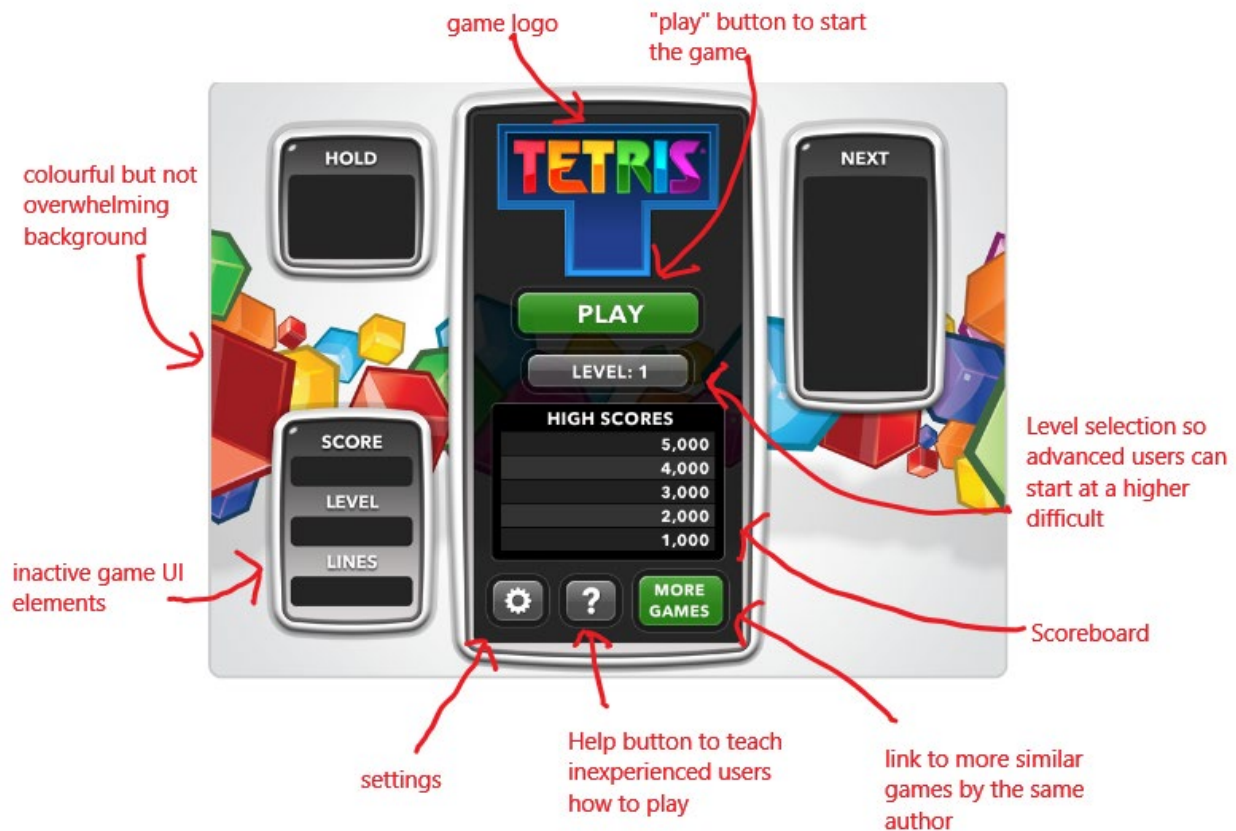 game logo
"play" button to start
the game
colourful but not
overwhelming
background
HOLD
TETRIS
NEXT
PLAY
LEVEL: 1
HIGH SCORES
5,000
4,000
3,000
2,000
1,000
SCORE
LEVEL
LINES
Level selection so
advanced users can
start at a higher
difficult
inactive game UI
elements
?
MORE
GAMES
Scoreboard
settings
Help button to teach
inexperienced users
how to play
link to more similar
games by the same
author